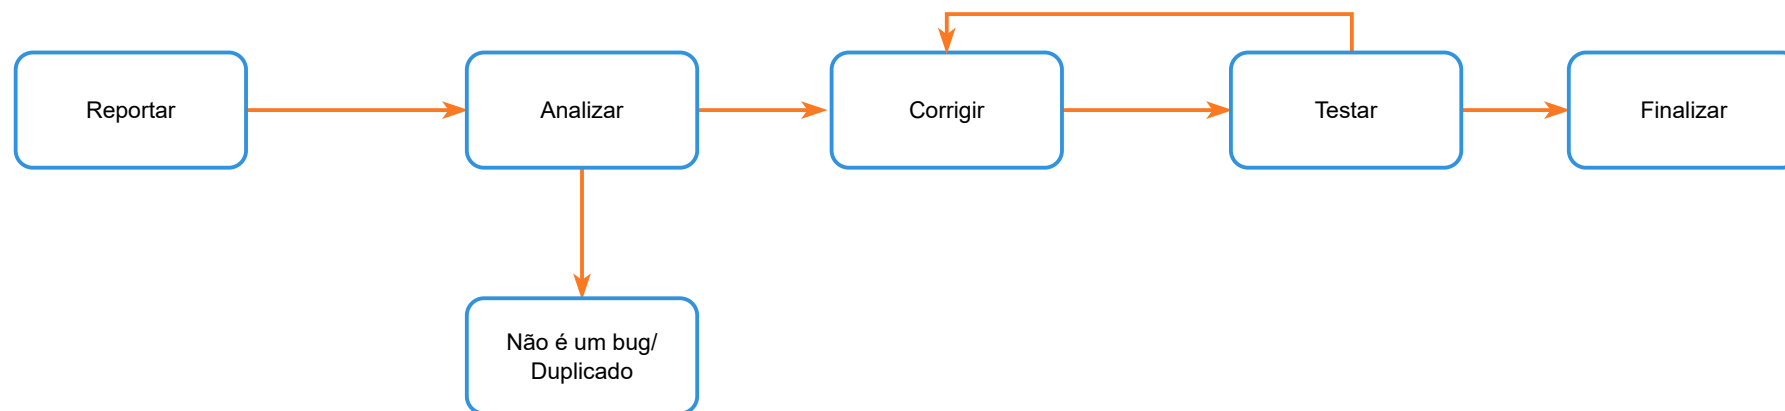 Reportar
Analizar
Corrigir
Testar
Finalizar
Não é um bug/
Duplicado